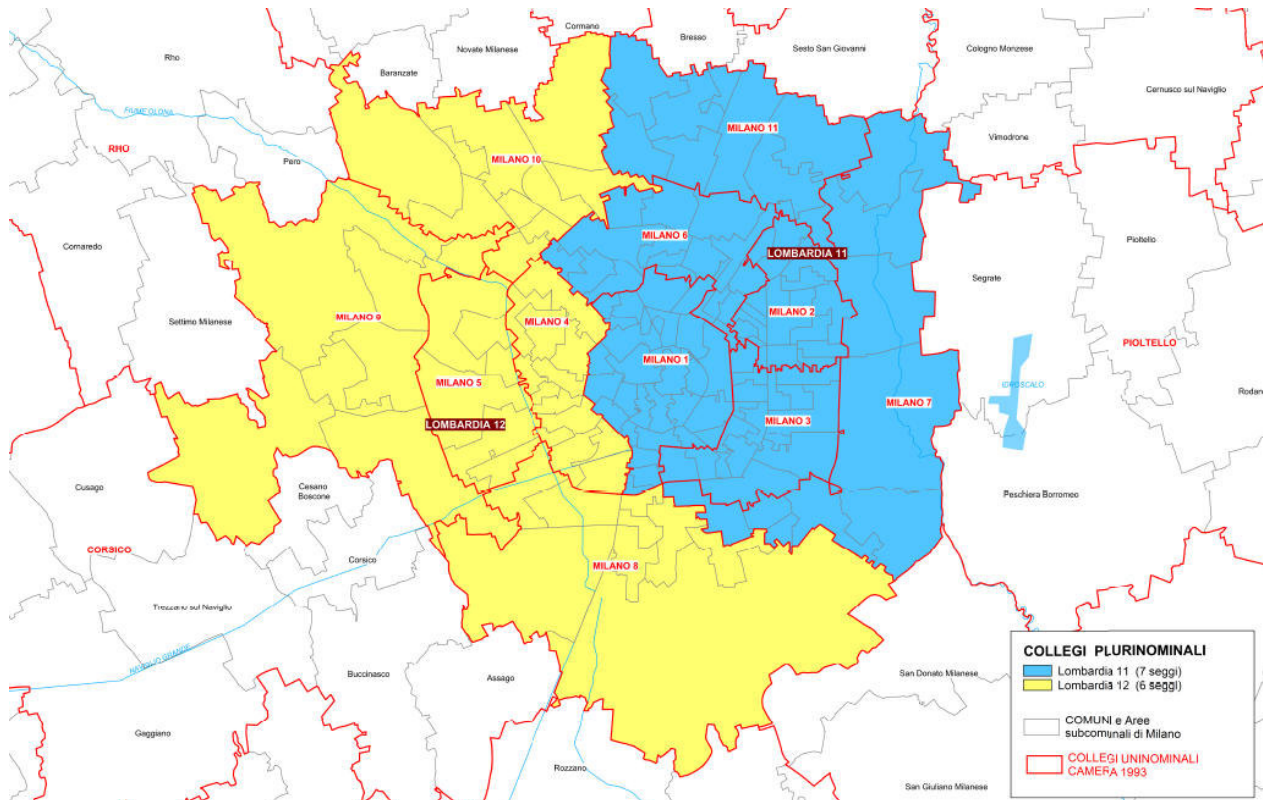 Cormano
Bresso
Sesto San Giovanni
Rho
Novate Milanese
Cologno Monzese
Baranzate
Cernusco sul Naviglio
FIUME OLONA
MILANO 11
Vimodrone
RHO
Pero
MILANO 10
MILANO 6
Cornaredo
LOMBARDIA 11
Pioltello
Segrate
MILANO 9
Settimo Milanese
MILANO 4
MILANO 2
PIOLTELLO
MILANO 1
MILANO 5
IDROSCALO
Rodano
MILANO 7
LOMBARDIA 12
MILANO 3
Cusago
Cesano
Boscone
Peschiera Borromeo
CORSICO
Corsico
MILANO 8
Trezzano sul Naviglio
NAVIGLIO GRANDE
Buccinasco
Assago
San Donato Milanese
Gaggiano
Rozzano
San Giuliano Milanese
COLLEGI PLURINOMINALI
Lombardia 11 (7 seggi)
Lombardia 12 (6 seggi)
COMUNI e Aree
subcomunali di Milano
COLLEGI UNINOMINALI
CAMERA 1993